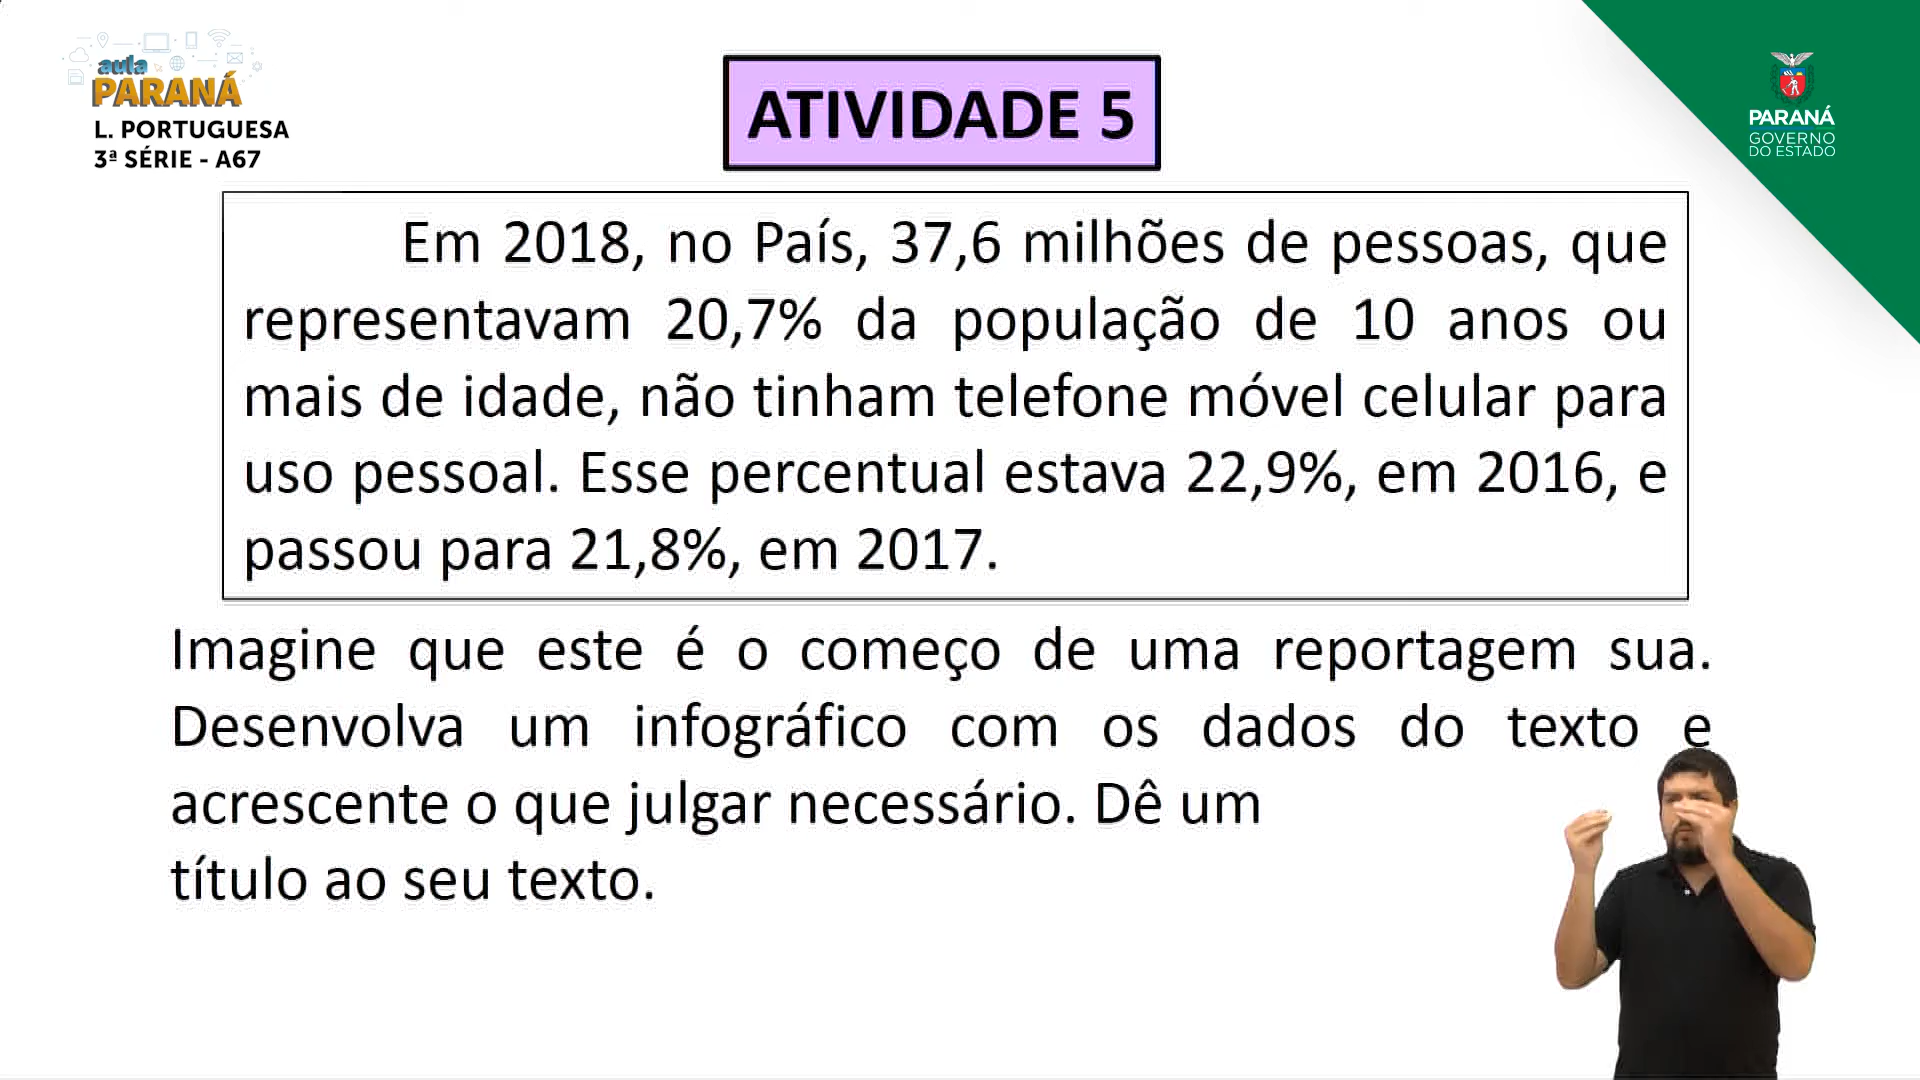 aula
PARANÁ
L. PORTUGUESA
3ª SÉRIE - A67
ATIVIDADE 5
PARANÁ
GOVERNO
DO ESTADO
Em 2018, no País, 37,6 milhões de pessoas, que
representavam 20,7% da população de 10 anos ou
mais de idade, não tinham telefone móvel celular para
uso pessoal. Esse percentual estava 22,9%, em 2016, e
passou para 21,8%, em 2017.
Imagine que este é o começo de uma reportagem sua.
Desenvolva um infográfico com os dados do texto e
acrescente o que julgar necessário. Dê um
título ao seu texto.